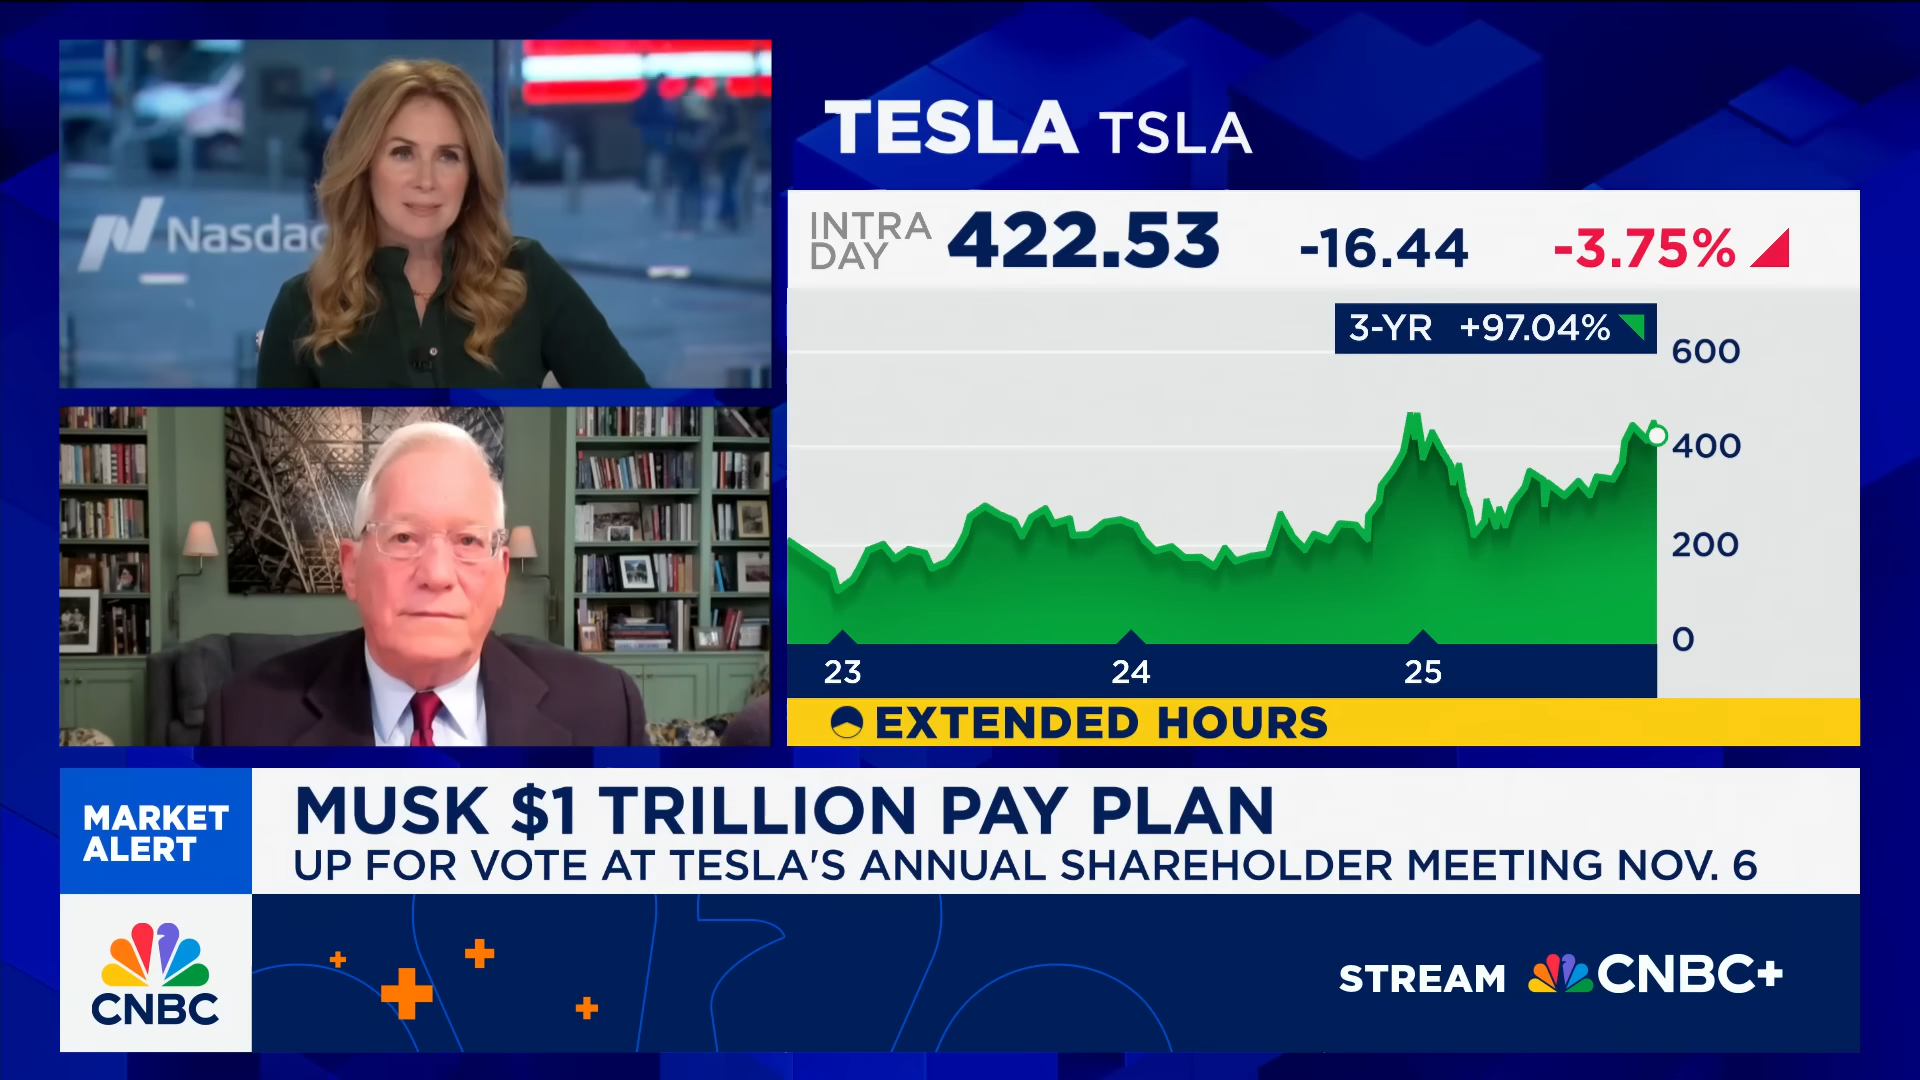 Nasdaq
TESLA TSLA
INTRA
DAY
422.53 -16.44 -3.75%
3-YR +97.04%
600
400
200
0
23 24 25
EXTENDED HOURS
MARKET
ALERT
MUSK $1 TRILLION PAY PLAN
UP FOR VOTE AT TESLA'S ANNUAL SHAREHOLDER MEETING NOV. 6
CNBC
STREAM CNBC+